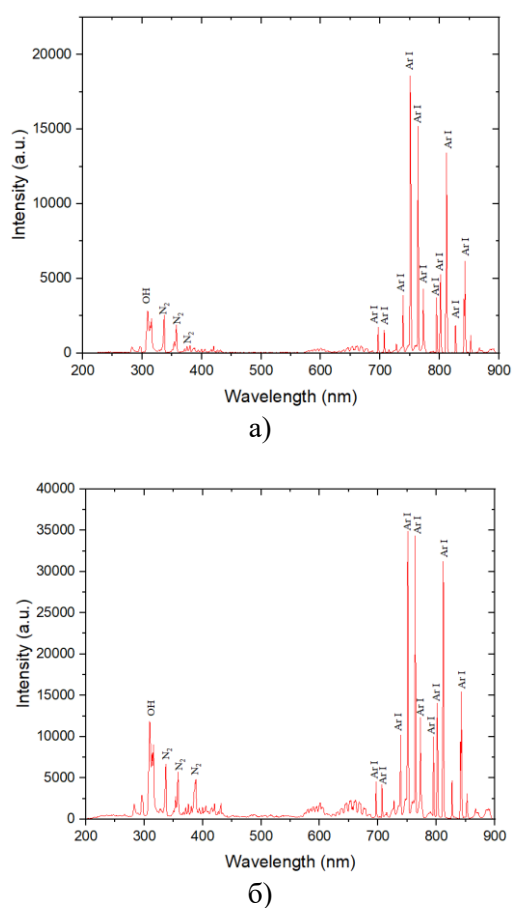 Ar I
Ar I
Ar I
Ar I
Ar I
Ar I
Ar I
Ar I
Ar I
Ar I
Ar I
OH
N2
N2
N2
20000
15000
10000
5000
0
Intensity (a.u.)
200 300 400 500 600 700 800 900
Wavelength (nm)
а)
40000
35000
30000
25000
20000
15000
10000
5000
0
Intensity (a.u.)
Ar I
Ar I
Ar I
Ar I
Ar I
Ar I
Ar I
Ar I
Ar I
Ar I
OH
N2
N2
N2
200 300 400 500 600 700 800 900
Wavelength (nm)
б)